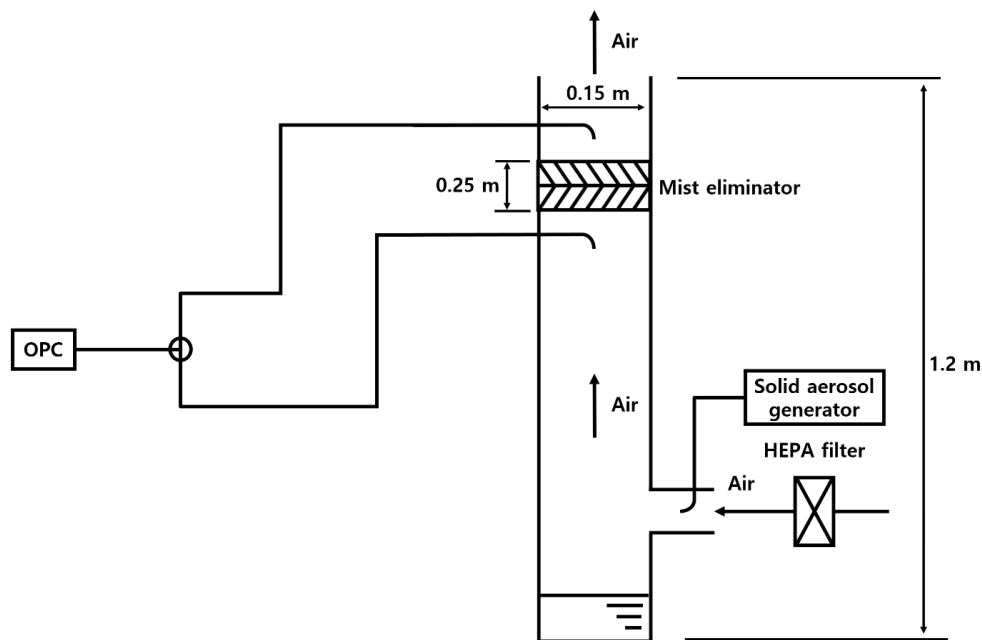 Air
0.15 m
0.25 m
Mist eliminator
OPC
1.2 m
Solid aerosol
generator
Air
HEPA filter
Air